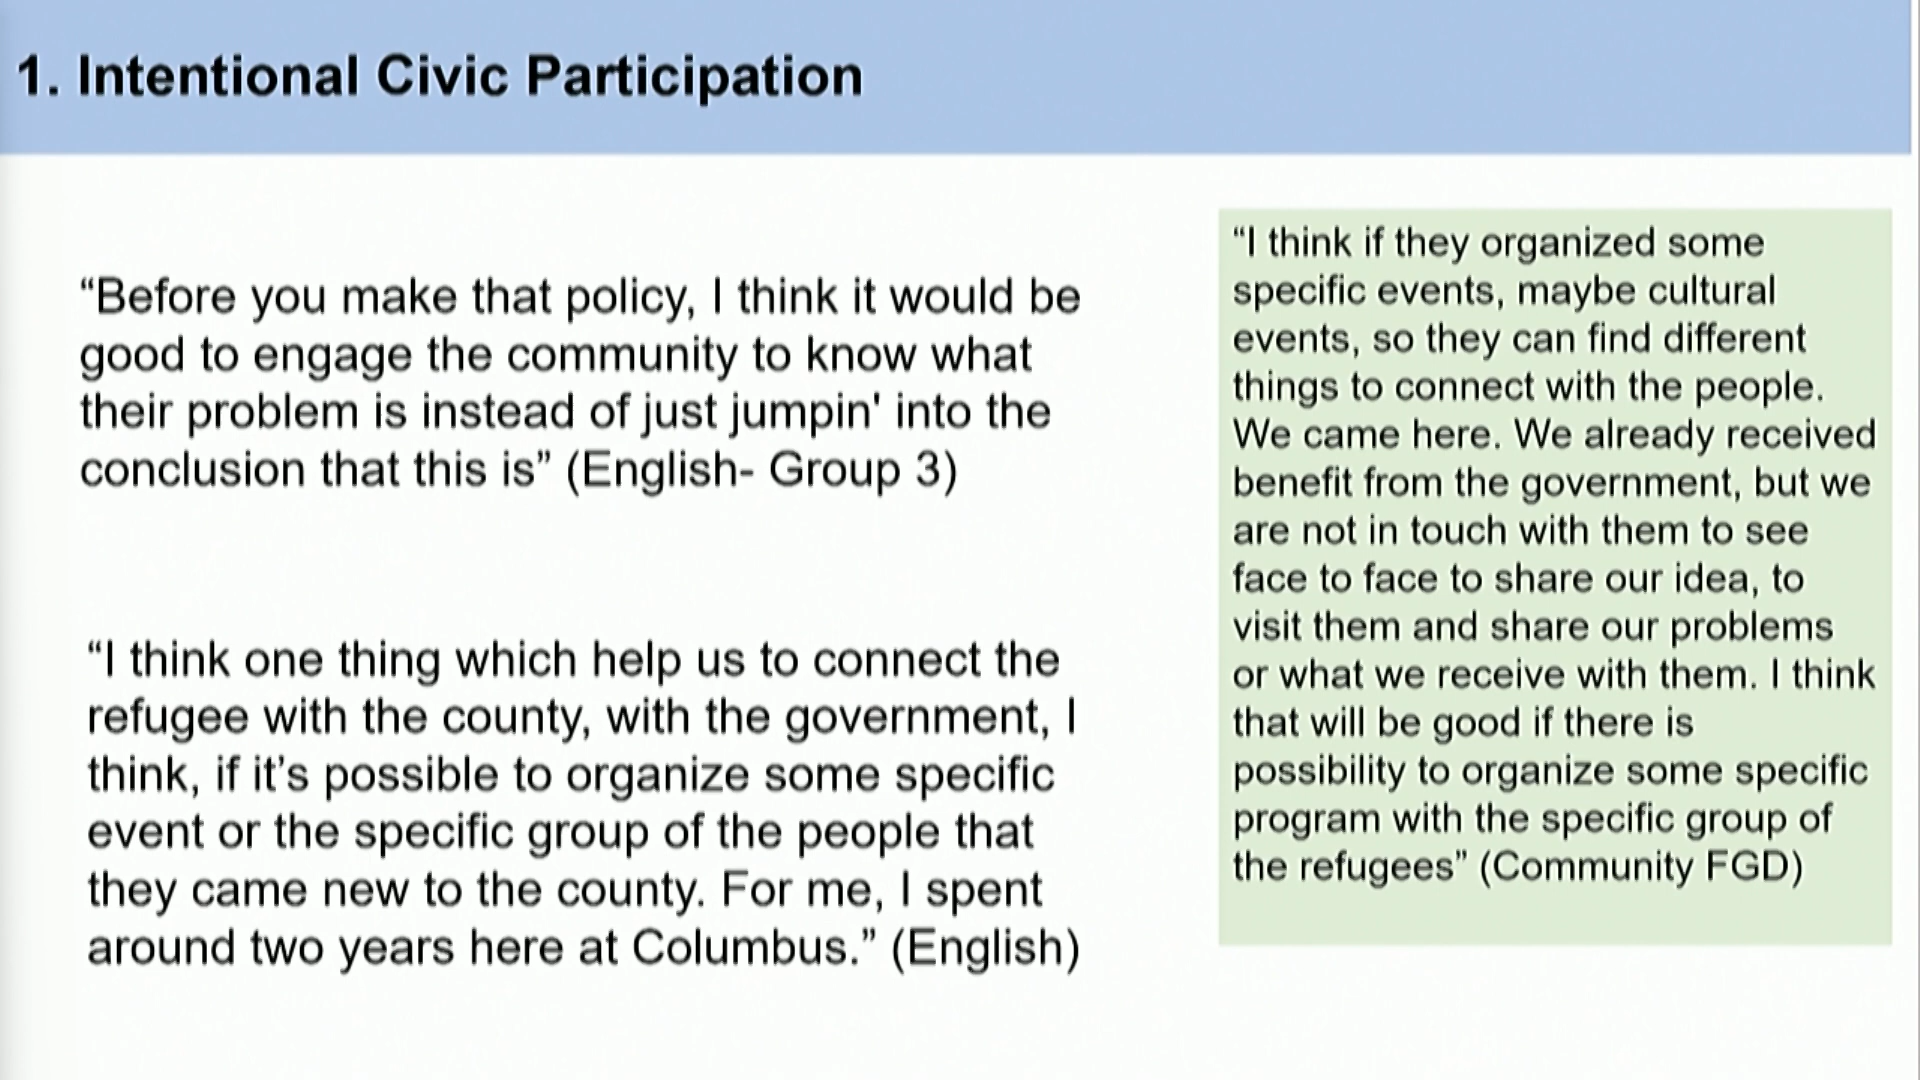 1. Intentional Civic Participation
“Before you make that policy, I think it would be
good to engage the community to know what
their problem is instead of just jumpin' into the
conclusion that this is” (English- Group 3)
“I think one thing which help us to connect the
refugee with the county, with the government, I
think, if it’s possible to organize some specific
event or the specific group of the people that
they came new to the county. For me, I spent
around two years here at Columbus.” (English)
“I think if they organized some
specific events, maybe cultural
events, so they can find different
things to connect with the people.
We came here. We already received
benefit from the government, but we
are not in touch with them to see
face to face to share our idea, to
visit them and share our problems
or what we receive with them. I think
that will be good if there is
possibility to organize some specific
program with the specific group of
the refugees” (Community FGD)